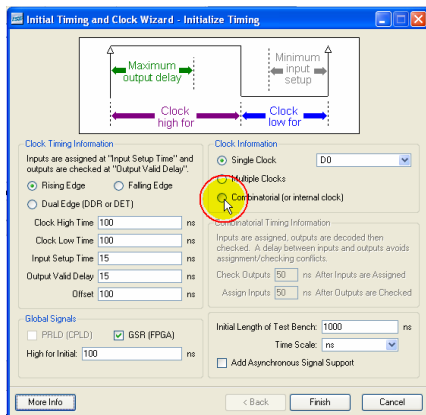 Initial Timing and Clock Wizard - Initialize Timing
Maximum
output delay
Minimum
input
setup
Clock
high for
Clock
low for
Clock Timing Information
Inputs are assigned at "Input Setup Time" and
outputs are checked at "Output Valid Delay".
Rising Edge
Falling Edge
Dual Edge (DDR or DET)
Clock High Time 100 ns
Clock Low Time 100 ns
Input Setup Time 15 ns
Output Valid Delay 15 ns
Offset 100 ns
Global Signals
PRLD (CPLD)
GSR (FPGA)
High for Initial: 100 ns
Clock Information
Single Clock D0
Multiple Clocks
Combinatorial (or internal clock)
Combinatorial Timing Information
Inputs are assigned, outputs are decoded then
checked. A delay between inputs and outputs avoids
assignment/checking conflicts.
Check Outputs 50 ns After Inputs are Assigned
Assign Inputs 50 ns After Outputs are Checked
Initial Length of Test Bench: 1000 ns
Time Scale: ns
Add Asynchronous Signal Support
More Info
< Back
Finish
Cancel